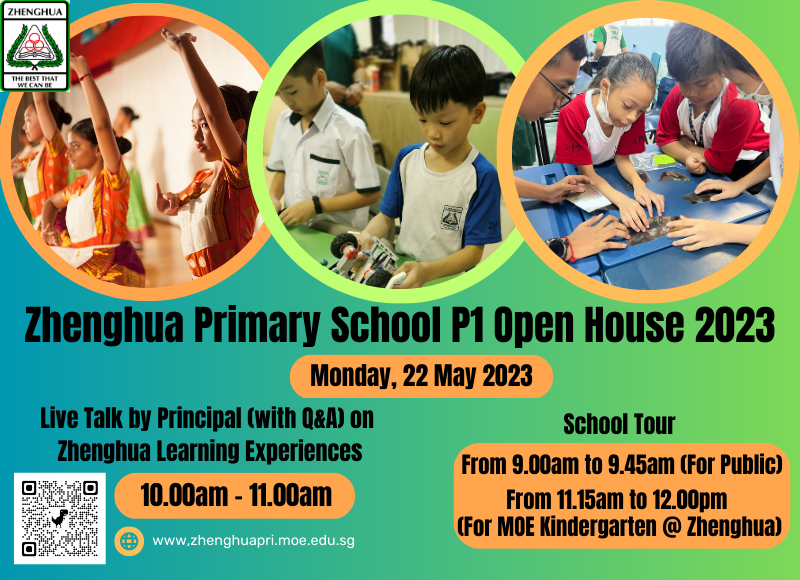 ZHENGHUA
THE BEST THAT
WE CAN BE
Zhenghua Primary School P1 Open House 2023
Monday, 22 May 2023
Live Talk by Principal (with Q&A) on
Zhenghua Learning Experiences
10.00am - 11.00am
www.zhenghuapri.moe.edu.sg
School Tour
From 9.00am to 9.45am (For Public)
From 11.15am to 12.00pm
(For MOE Kindergarten @ Zhenghua)